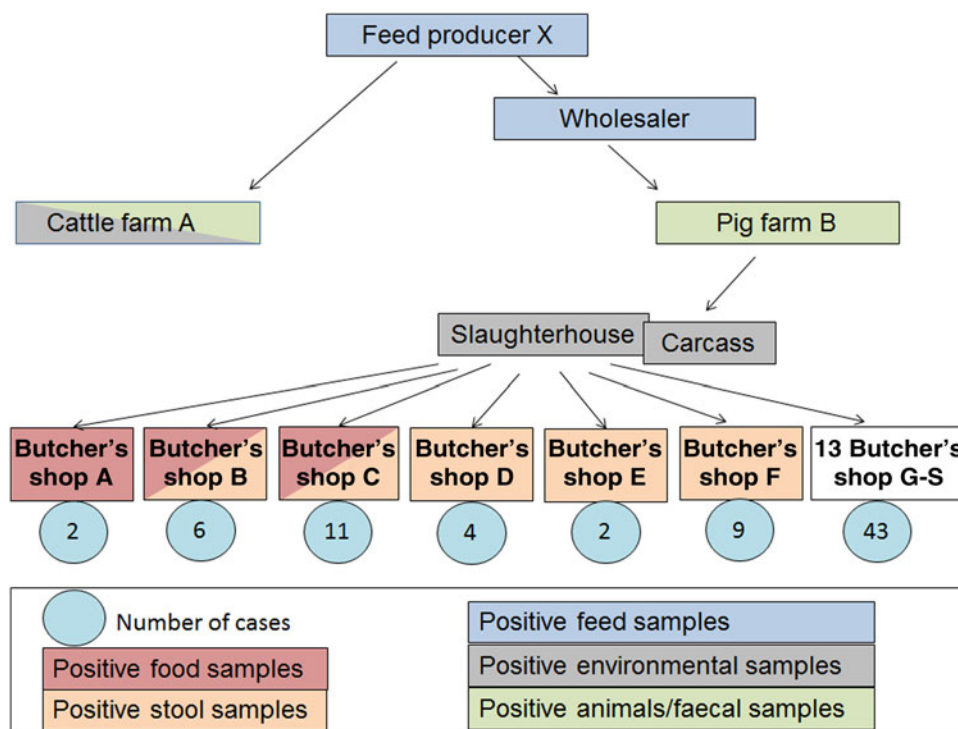 Feed producer X
Wholesaler
Cattle farm A
Pig farm B
Slaughterhouse
Carcass
Butcher’s
shop A
Butcher’s
shop B
Butcher’s
shop C
Butcher’s
shop D
Butcher’s
shop E
Butcher’s
shop F
13 Butcher’s
shop G-S
2
6
11
4
2
9
43
Number of cases
Positive food samples
Positive stool samples
Positive feed samples
Positive environmental samples
Positive animals/faecal samples